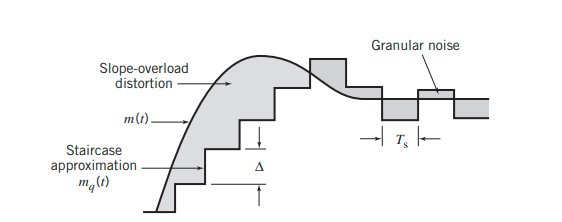 Granular noise
Slope-overload
distortion
m(t)
Staircase
approximation
m_q(t)
Δ
T_s